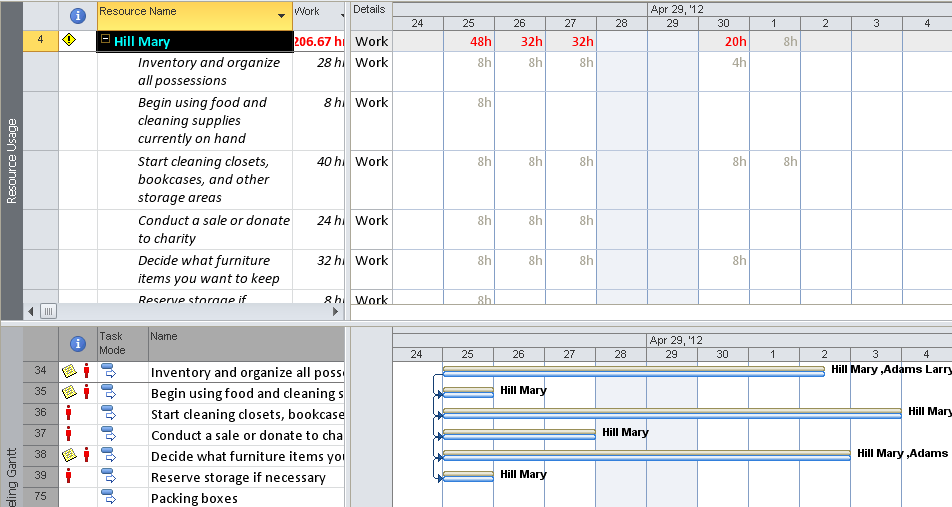 Resource Name Work Details Apr 29, '12
24 25 26 27 28 29 30 1 2 3 4
4 Hill Mary 206.67 hr Work 48h 32h 32h 20h 8h
Inventory and organize 28 hr Work 8h 8h 8h 4h
all possessions
Begin using food and 8 hr Work 8h
cleaning supplies
currently on hand
Start cleaning closets, 40 hr Work 8h 8h 8h 8h 8h
bookcases, and other
storage areas
Conduct a sale or donate 24 hr Work 8h 8h 8h
to charity
Decide what furniture 32 hr Work 8h 8h 8h 8h
items you want to keep
Reserve storage if 8 hr Work 8h
Resource Usage
Task Name Apr 29, '12
Mode 24 25 26 27 28 29 30 1 2 3 4
34 Inventory and organize all posse Hill Mary ,Adams Larry
35 Begin using food and cleaning s Hill Mary
36 Start cleaning closets, bookcase Hill Mary
37 Conduct a sale or donate to cha Hill Mary
38 Decide what furniture items you Hill Mary ,Adams
39 Reserve storage if necessary Hill Mary
75 Packing boxes
eling Gantt